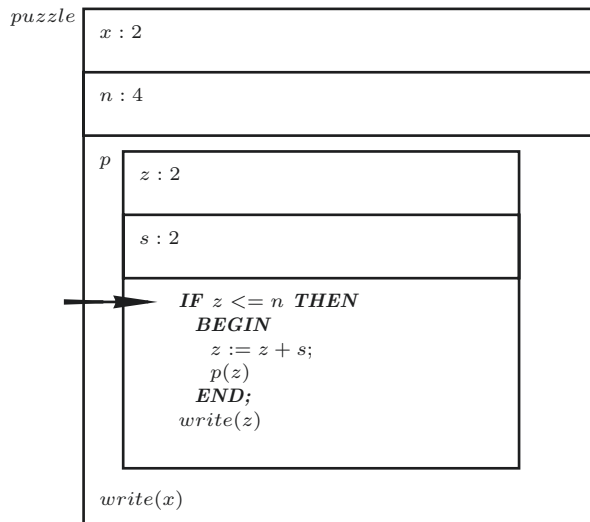 puzzle
x : 2
n : 4
p
z : 2
s : 2
IF z <= n THEN
BEGIN
z := z + s;
p(z)
END;
write(z)
write(x)